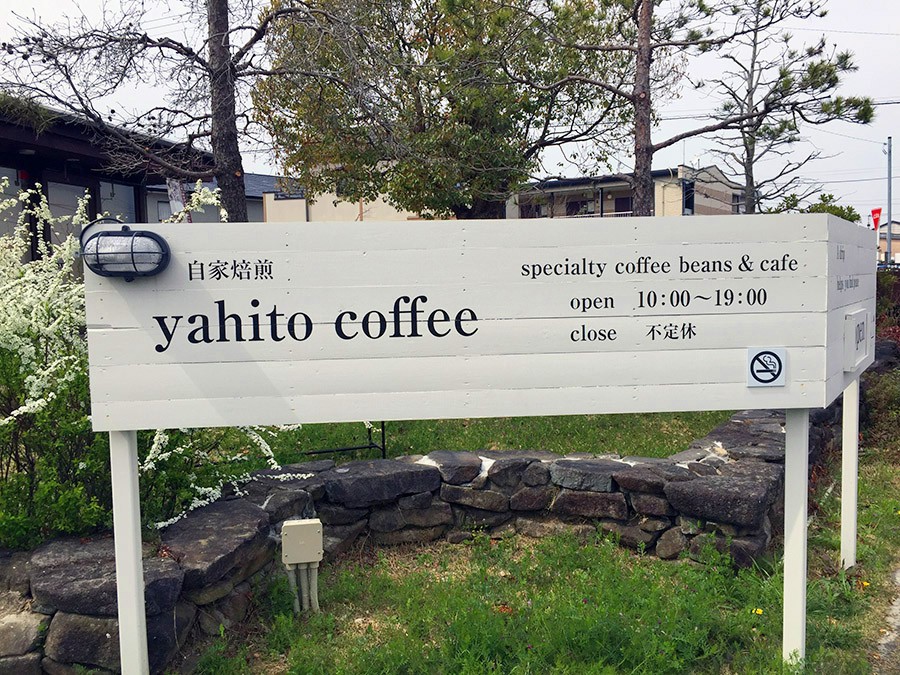 自家焙煎
yahito coffee
specialty coffee beans & cafe
open 10:00〜19:00
close 不定休